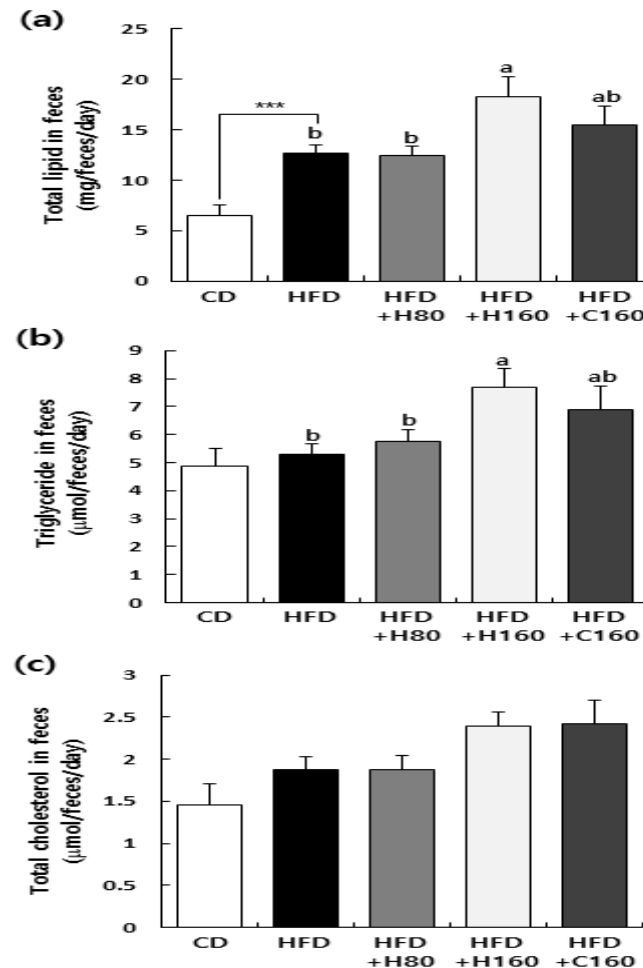 (a)
Total lipid in feces
(mg/feces/day)
25
20
15
10
5
0
***
b
b
a
ab
CD
HFD
HFD
+H80
HFD
+H160
HFD
+C160
(b)
Triglyceride in feces
(μmol/feces/day)
9
8
7
6
5
4
3
2
1
0
b
b
a
ab
CD
HFD
HFD
+H80
HFD
+H160
HFD
+C160
(c)
Total cholesterol in feces
(μmol/feces/day)
3
2.5
2
1.5
1
0.5
0
CD
HFD
HFD
+H80
HFD
+H160
HFD
+C160